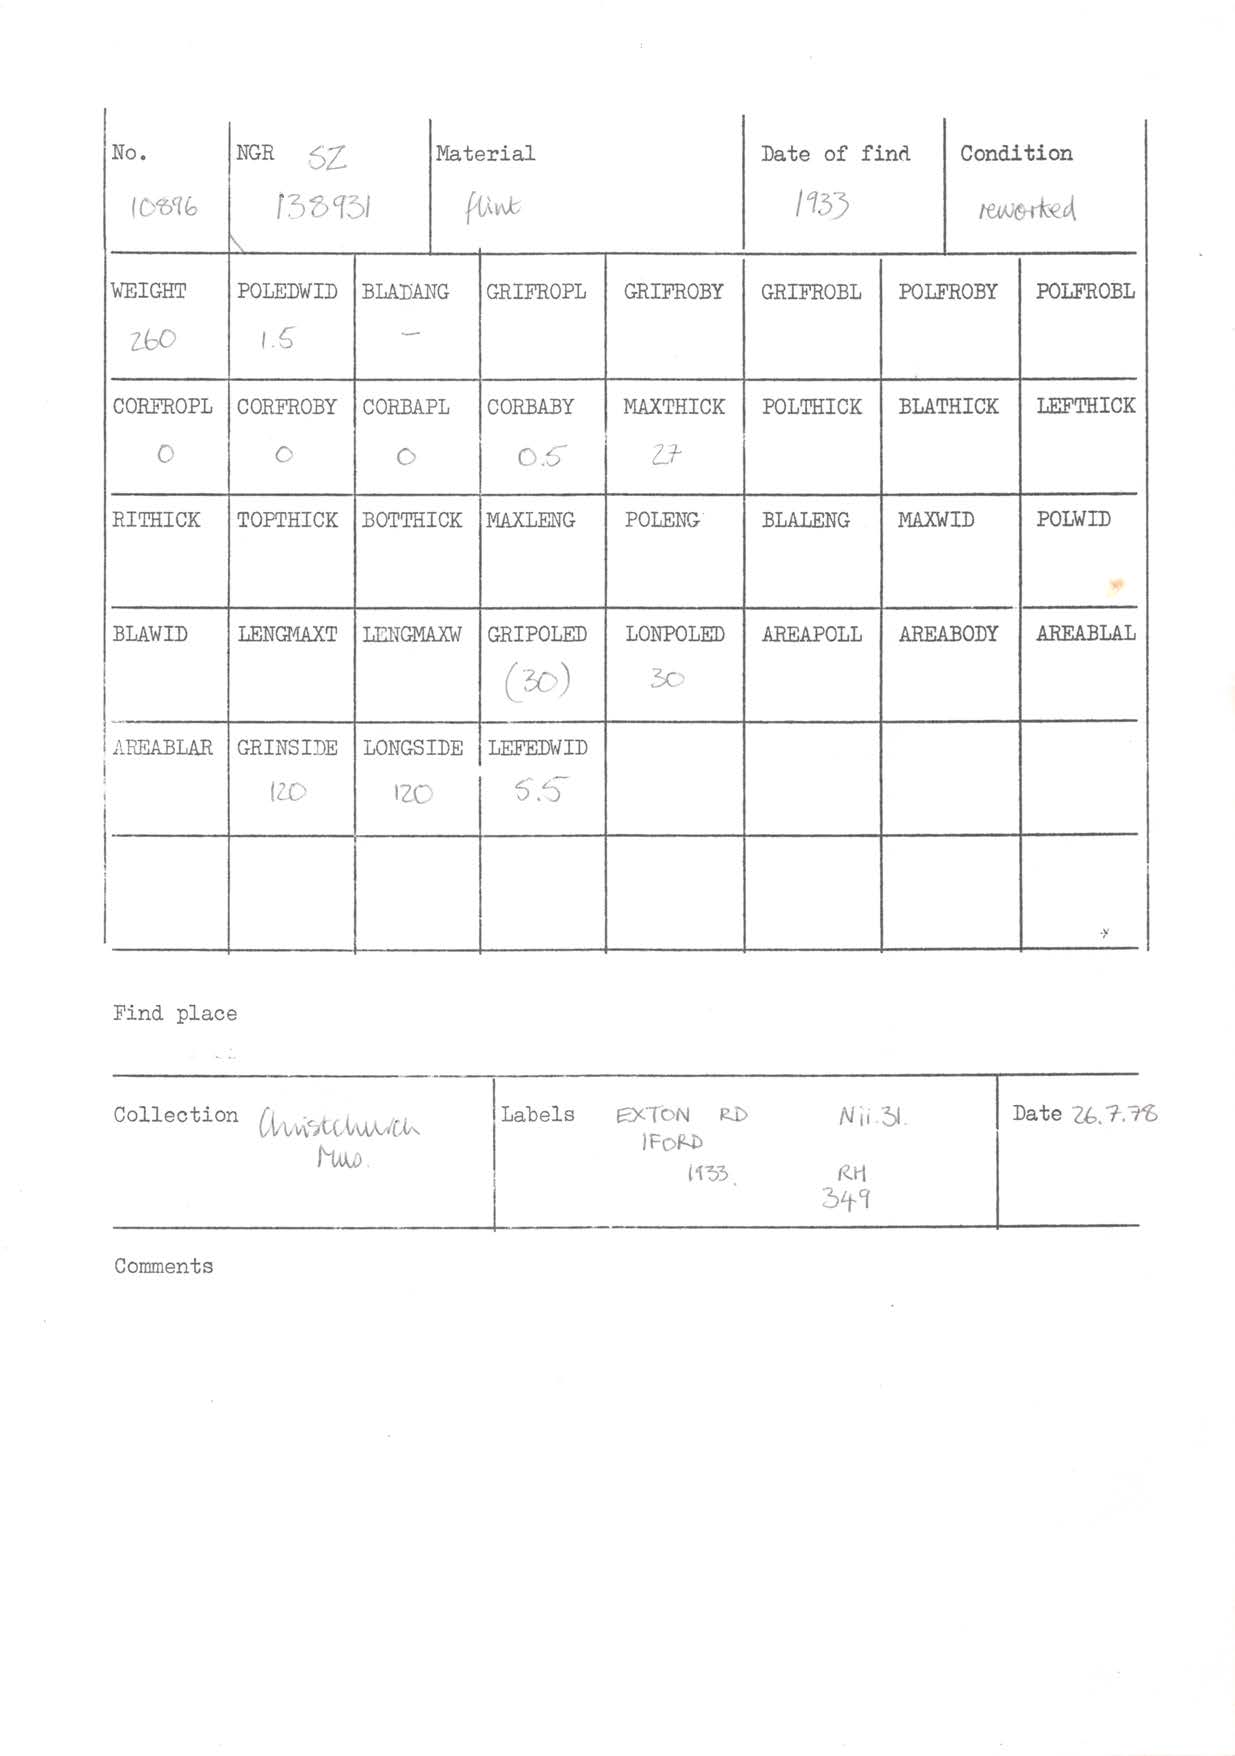 No. NGR SZ Material Date of find Condition
10896 138931 flint 1933 reworked
WEIGHT POLEDWID BLADANG GRIFROPL GRIFROBY GRIFROBL POLFROBY POLFROBL
260 1.5 —
CORFROPL CORFROBY CORBAPL CORBABY MAXTHICK POLTHICK BLATHICK LEFTHICK
0 0 0 0.5 27
RITHICK TOPTHICK BOTTHICK MAXLENG POLENG BLALENG MAXWID POLWID
BLAWID LENGMAXT LENGMAXW GRIPOLED LONPOLED AREAPOLL AREABODY AREABLAL
(30) 30
AREABLAR GRINSIDE LONGSIDE LEFEDWID
120 120 5.5
Find place
Collection Christchurch Labels EXTON RD Nii.31. Date 26.7.78
Mus. IFORD
1933. RH
349
Comments